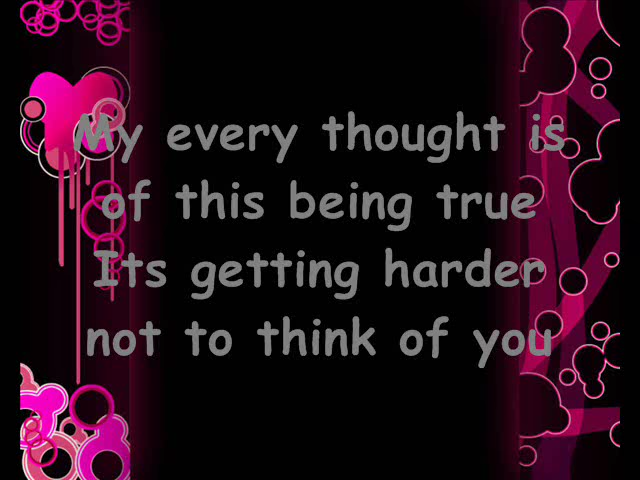 My every thought is
of this being true
Its getting harder
not to think of you